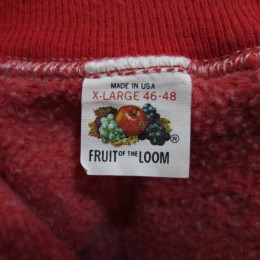 MADE IN USA
X-LARGE 46-48
®
FRUIT OF THE LOOM